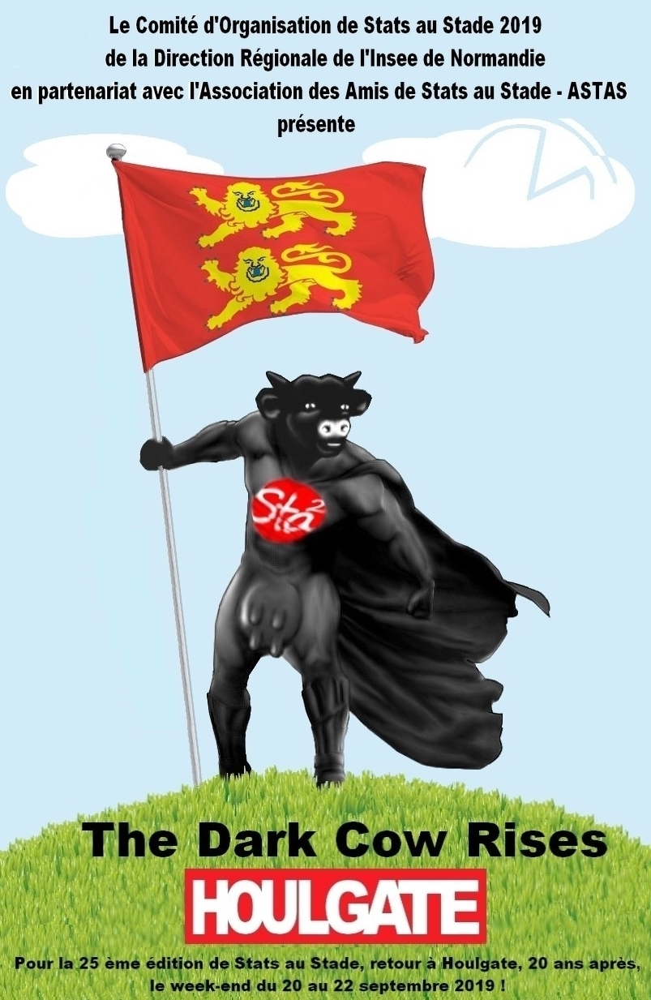 Le Comité d'Organisation de Stats au Stade 2019
de la Direction Régionale de l'Insee de Normandie
en partenariat avec l'Association des Amis de Stats au Stade - ASTAS
présente
Sta²
The Dark Cow Rises
HOULGATE
Pour la 25 ème édition de Stats au Stade, retour à Houlgate, 20 ans après,
le week-end du 20 au 22 septembre 2019 !